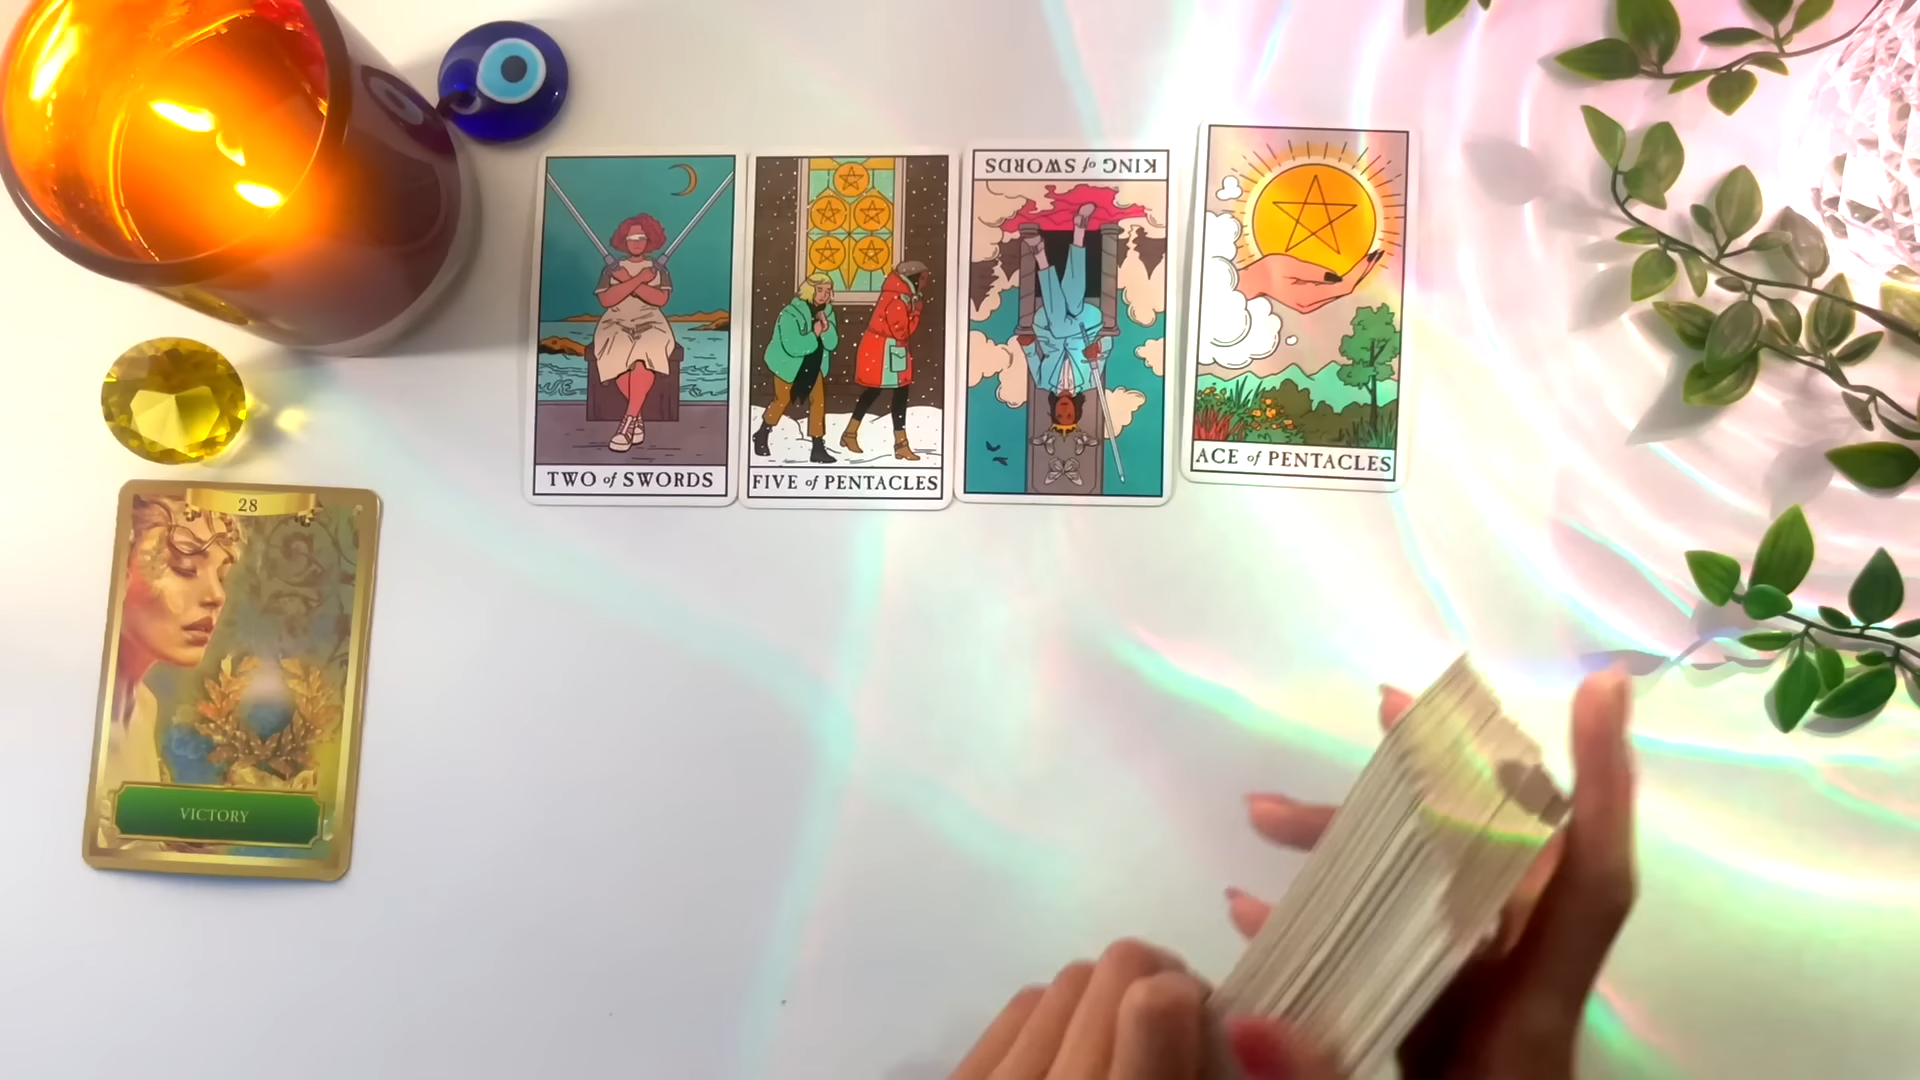 TWO of SWORDS
FIVE of PENTACLES
KING of SWORDS
ACE of PENTACLES
28
VICTORY